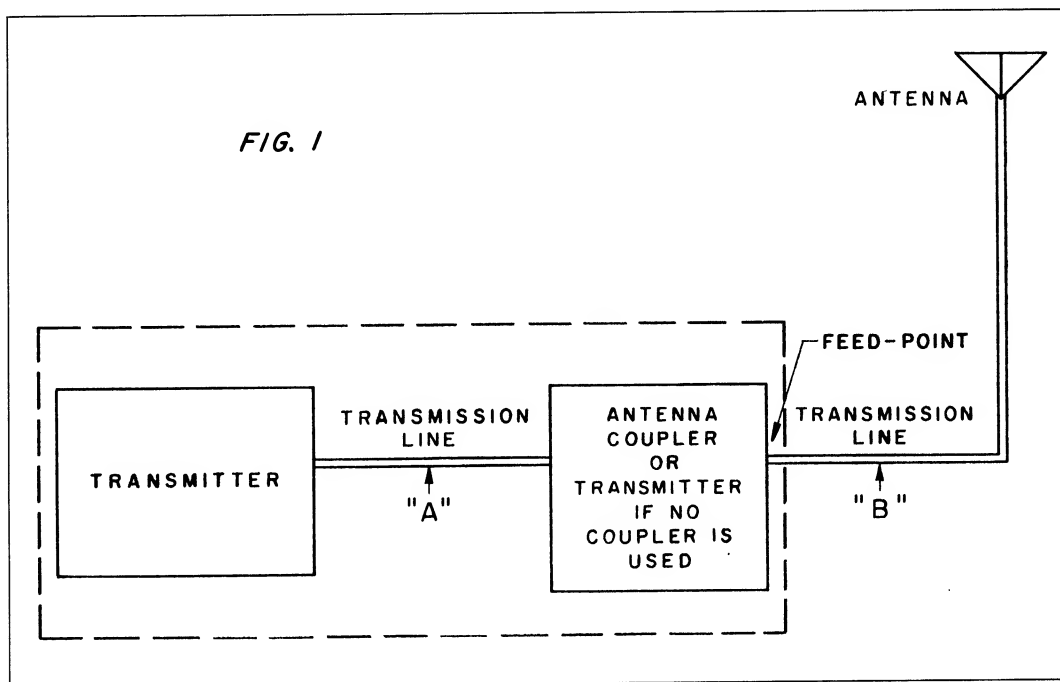 ANTENNA
FIG. 1
FEED-POINT
TRANSMITTER
TRANSMISSION
LINE
"A"
ANTENNA
COUPLER
OR
TRANSMITTER
IF NO
COUPLER IS
USED
TRANSMISSION
LINE
"B"